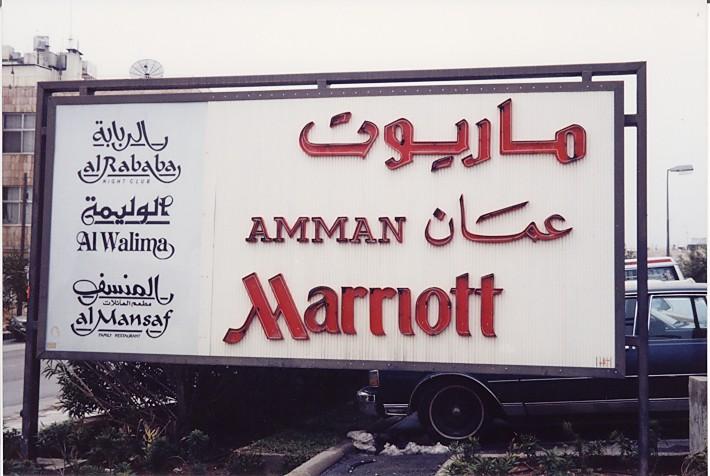 الربابة
al Rababa
NIGHT CLUB
الوليمة
Al Walima
المنسف
مطعم العائلات
al Mansaf
FAMILY RESTAURANT
ماريوت
AMMAN عمان
Marriott